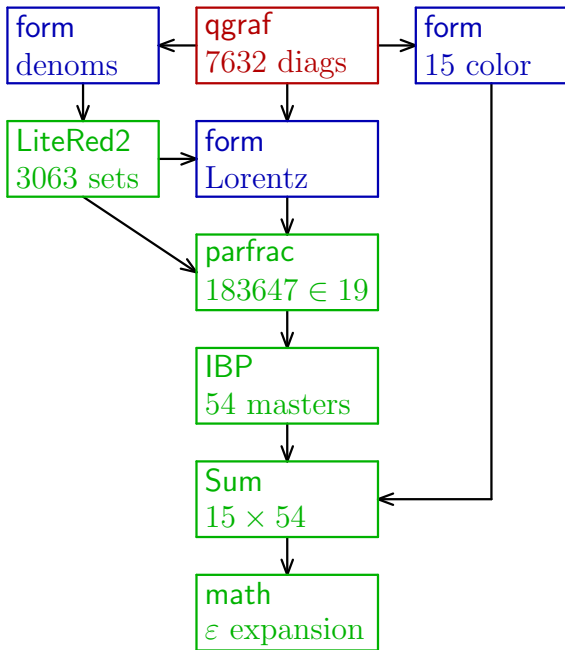 form
denoms
qgraf
7632 diags
form
15 color
LiteRed2
3063 sets
form
Lorentz
parfrac
183647 ∈ 19
IBP
54 masters
Sum
15 × 54
math
ε expansion